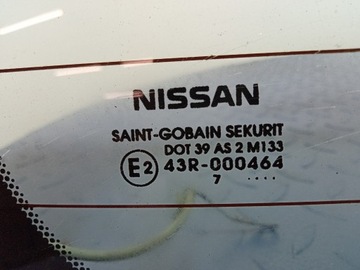 NISSAN
SAINT-GOBAIN SEKURIT
DOT 39 AS 2 M133
E2 43R-000464
7 ....